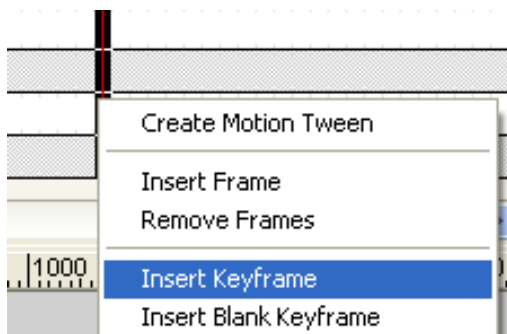 Create Motion Tween
Insert Frame
Remove Frames
1000
Insert Keyframe
Insert Blank Keyframe